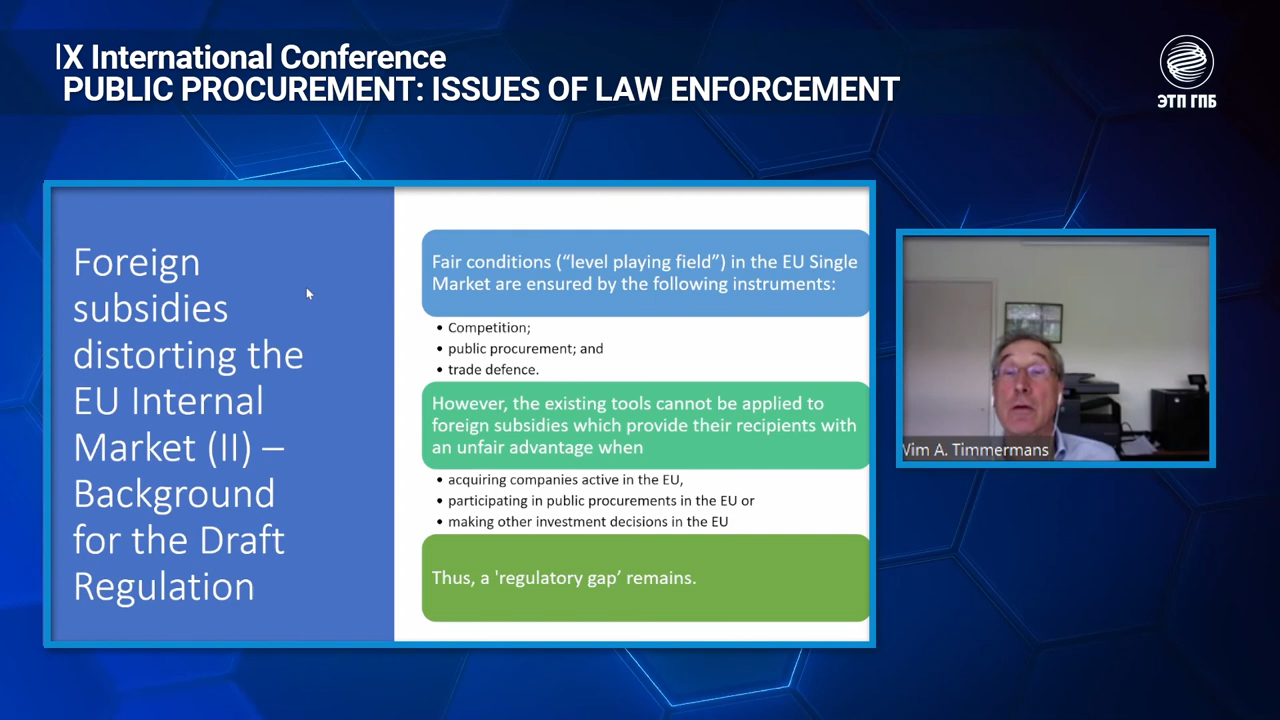 IX International Conference
PUBLIC PROCUREMENT: ISSUES OF LAW ENFORCEMENT
ЭТП ГПБ
Foreign
subsidies
distorting the
EU Internal
Market (II) –
Background
for the Draft
Regulation
Fair conditions (“level playing field”) in the EU Single
Market are ensured by the following instruments:
• Competition;
• public procurement; and
• trade defence.
However, the existing tools cannot be applied to
foreign subsidies which provide their recipients with
an unfair advantage when
• acquiring companies active in the EU,
• participating in public procurements in the EU or
• making other investment decisions in the EU
Thus, a 'regulatory gap’ remains.
Wim A. Timmermans